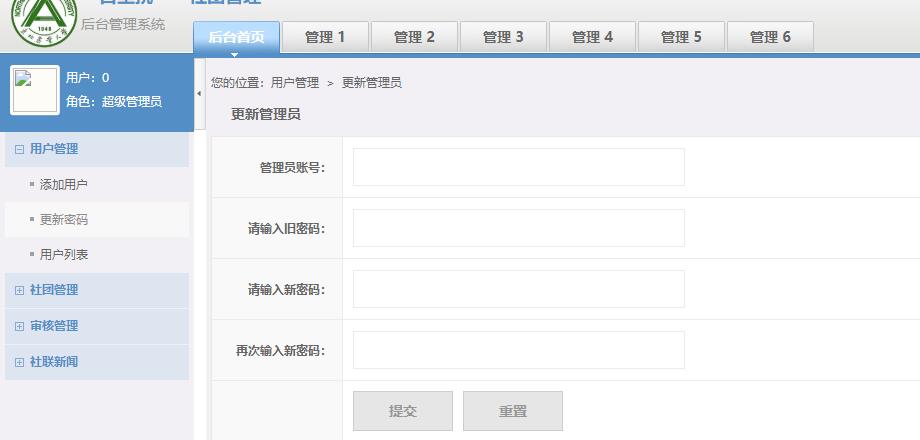 社团管理
后台管理系统
后台首页 管理 1 管理 2 管理 3 管理 4 管理 5 管理 6
用户：0
角色：超级管理员
用户管理
添加用户
更新密码
用户列表
社团管理
审核管理
社联新闻
您的位置：用户管理 > 更新管理员
更新管理员
管理员账号：
请输入旧密码：
请输入新密码：
再次输入新密码：
提交 重置